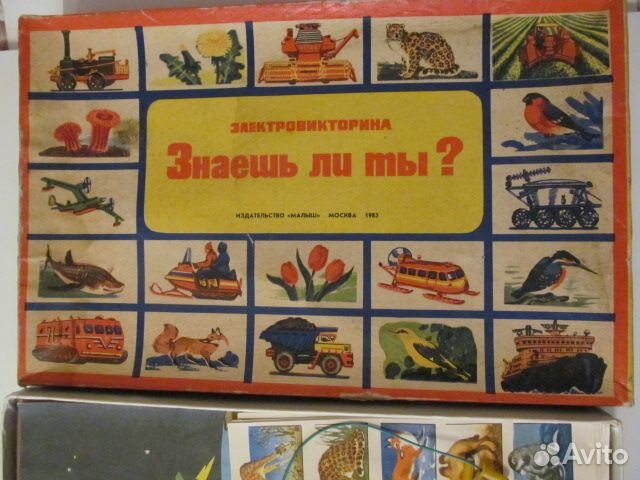 ЭЛЕКТРОВИКТОРИНА
Знаешь ли ты?
ИЗДАТЕЛЬСТВО «МАЛЫШ» МОСКВА 1983
Avito